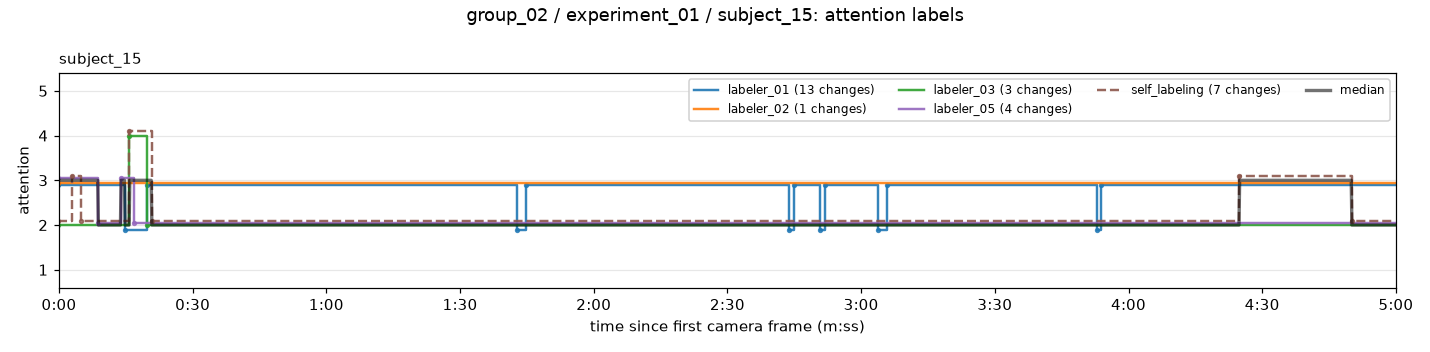 group_02 / experiment_01 / subject_15: attention labels
subject_15
labeler_01 (13 changes)
labeler_02 (1 changes)
labeler_03 (3 changes)
labeler_05 (4 changes)
self_labeling (7 changes)
median
attention
5
4
3
2
1
0:00 0:30 1:00 1:30 2:00 2:30 3:00 3:30 4:00 4:30 5:00
time since first camera frame (m:ss)